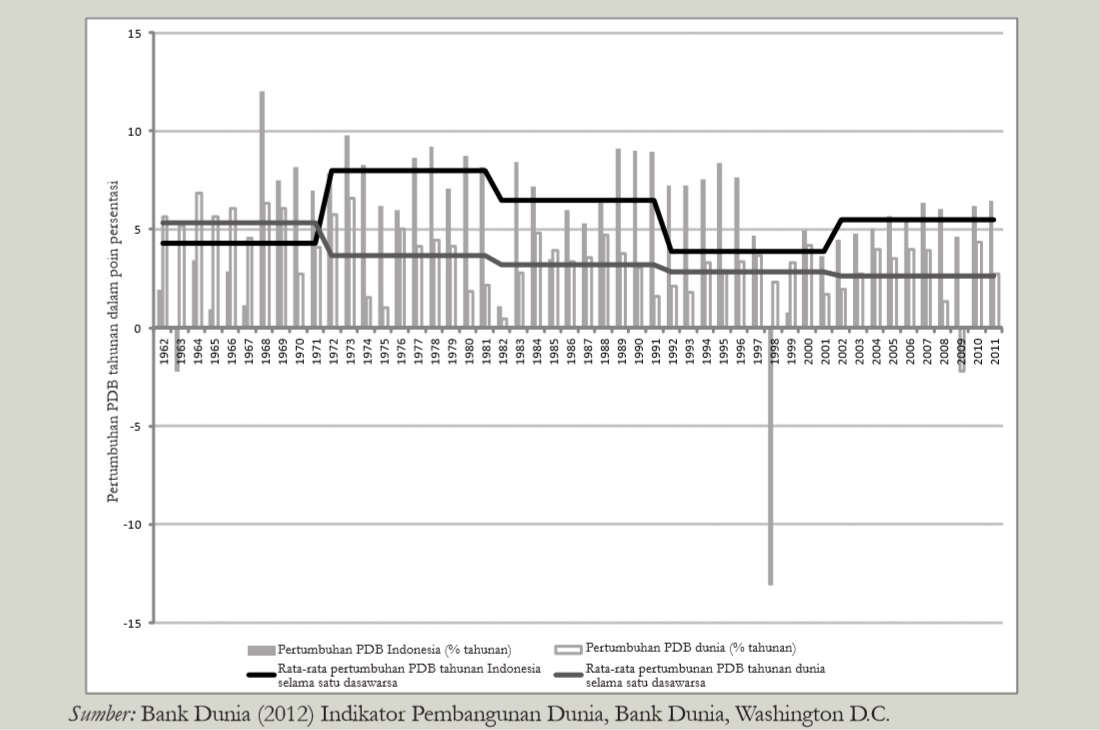 15
10
5
0
-5
-10
-15
Pertumbuhan PDB tahunan dalam poin persentasi
1962 1963 1964 1965 1966 1967 1968 1969 1970 1971 1972 1973 1974 1975 1976 1977 1978 1979 1980 1981 1982 1983 1984 1985 1986 1987 1988 1989 1990 1991 1992 1993 1994 1995 1996 1997 1998 1999 2000 2001 2002 2003 2004 2005 2006 2007 2008 2009 2010 2011
Pertumbuhan PDB Indonesia (% tahunan)
Pertumbuhan PDB dunia (% tahunan)
Rata-rata pertumbuhan PDB tahunan Indonesia
selama satu dasawarsa
Rata-rata pertumbunan PDB tahunan dunia
selama satu dasawarsa
Sumber: Bank Dunia (2012) Indikator Pembangunan Dunia, Bank Dunia, Washington D.C.